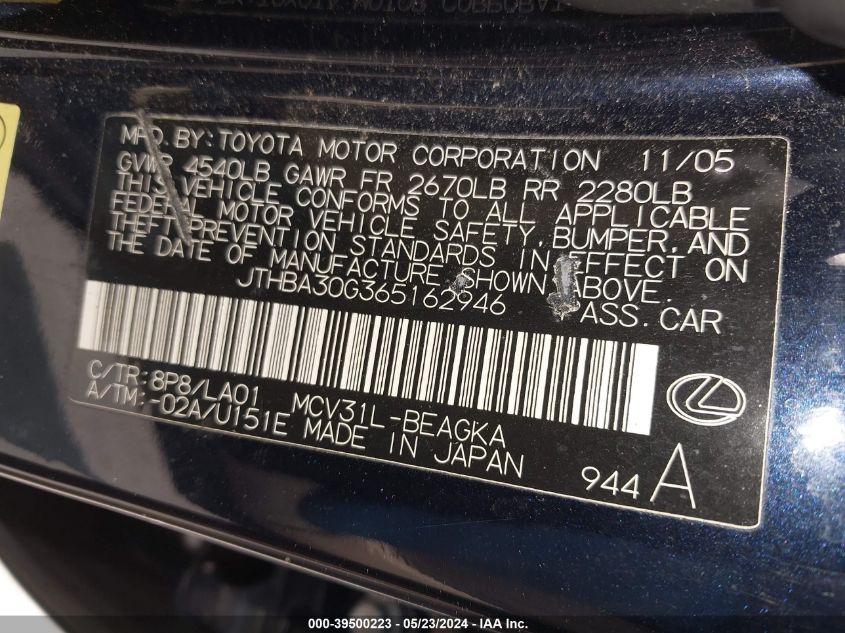 MFD.BY:TOYOTA MOTOR CORPORATION 11/05
GVWR 4540LB GAWR FR 2670LB RR 2280LB
THIS VEHICLE CONFORMS TO ALL APPLICABLE
FEDERAL MOTOR VEHICLE SAFETY,BUMPER,AND
THEFT PREVENTION STANDARDS IN EFFECT ON
THE DATE OF MANUFACTURE SHOWN ABOVE.
JTHBA30G365162946 PASS.CAR
C/TR:8P8/LA01 MCV31L-BEAGKA
A/TM:-02A/U151E MADE IN JAPAN
944 A
000-39500223 - 05/23/2024 - IAA Inc.